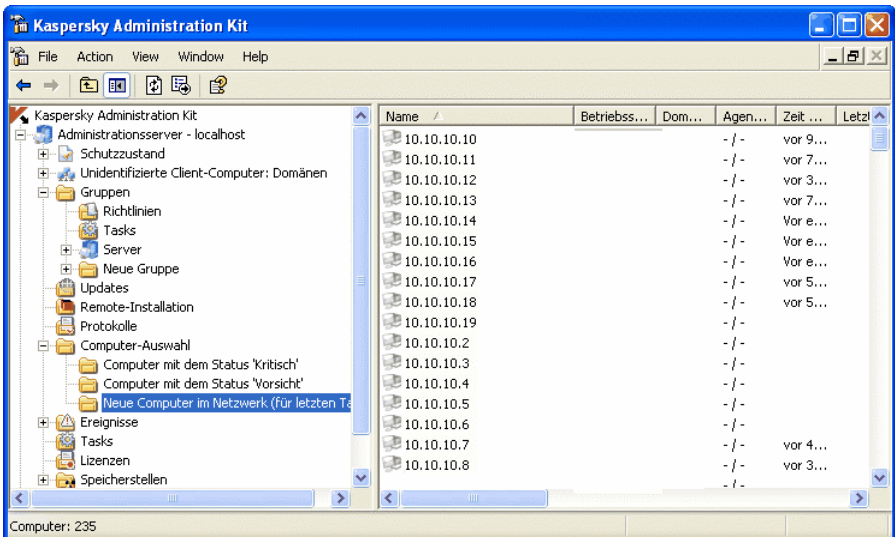 Kaspersky Administration Kit
File Action View Window Help
Kaspersky Administration Kit
Administrationsserver - localhost
Schutzzustand
Unidentifizierte Client-Computer: Domänen
Gruppen
Richtlinien
Tasks
Server
Neue Gruppe
Updates
Remote-Installation
Protokolle
Computer-Auswahl
Computer mit dem Status 'Kritisch'
Computer mit dem Status 'Vorsicht'
Neue Computer im Netzwerk (für letzten Ta
Ereignisse
Tasks
Lizenzen
Speicherstellen
Name Betriebss... Dom... Agen... Zeit ... Letzt
10.10.10.10 - / - vor 9...
10.10.10.11 - / - vor 7...
10.10.10.12 - / - vor 3...
10.10.10.13 - / - vor 7...
10.10.10.14 - / - Vor e...
10.10.10.15 - / - Vor e...
10.10.10.16 - / - Vor e...
10.10.10.17 - / - vor 5...
10.10.10.18 - / - vor 5...
10.10.10.19 - / -
10.10.10.2 - / -
10.10.10.3 - / -
10.10.10.4 - / -
10.10.10.5 - / -
10.10.10.6 - / -
10.10.10.7 - / - vor 4...
10.10.10.8 - / - vor 3...
- / -
Computer: 235